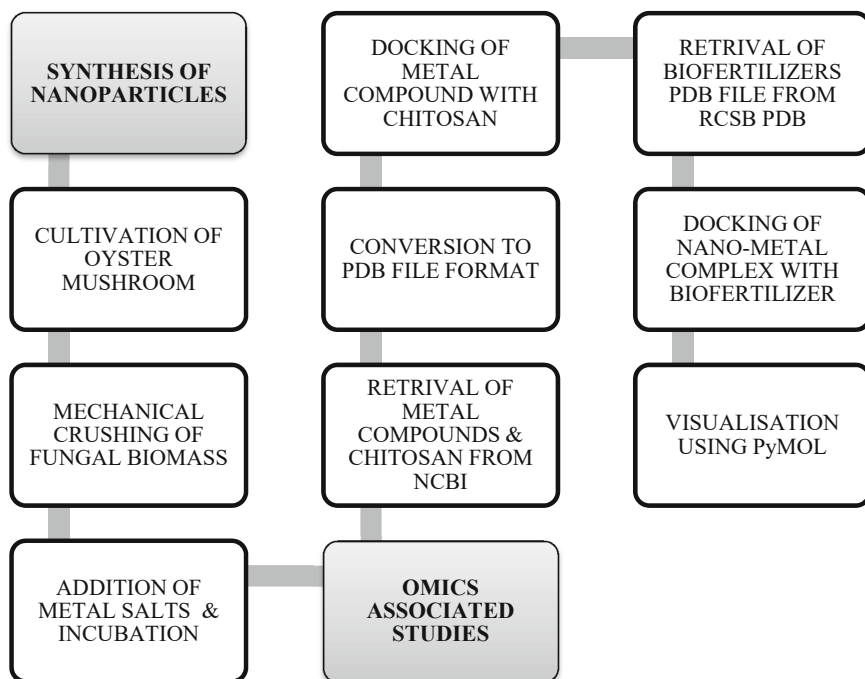 SYNTHESIS OF
NANOPARTICLES
CULTIVATION OF
OYSTER
MUSHROOM
MECHANICAL
CRUSHING OF
FUNGAL BIOMASS
ADDITION OF
METAL SALTS &
INCUBATION
OMICS
ASSOCIATED
STUDIES
RETRIVAL OF
METAL
COMPOUNDS &
CHITOSAN FROM
NCBI
CONVERSION TO
PDB FILE FORMAT
DOCKING OF
METAL
COMPOUND WITH
CHITOSAN
RETRIVAL OF
BIOFERTILIZERS
PDB FILE FROM
RCSB PDB
DOCKING OF
NANO-METAL
COMPLEX WITH
BIOFERTILIZER
VISUALISATION
USING PyMOL